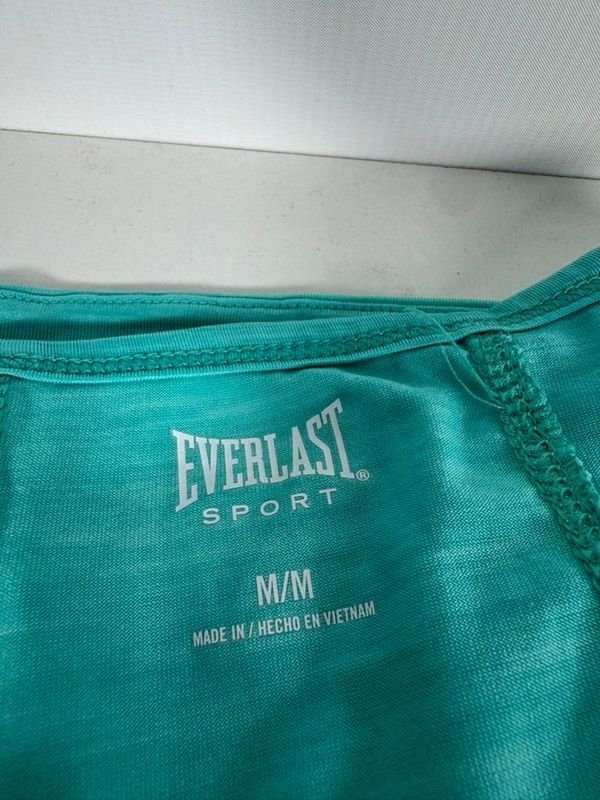 EVERLAST®
SPORT
M/M
MADE IN / HECHO EN VIETNAM